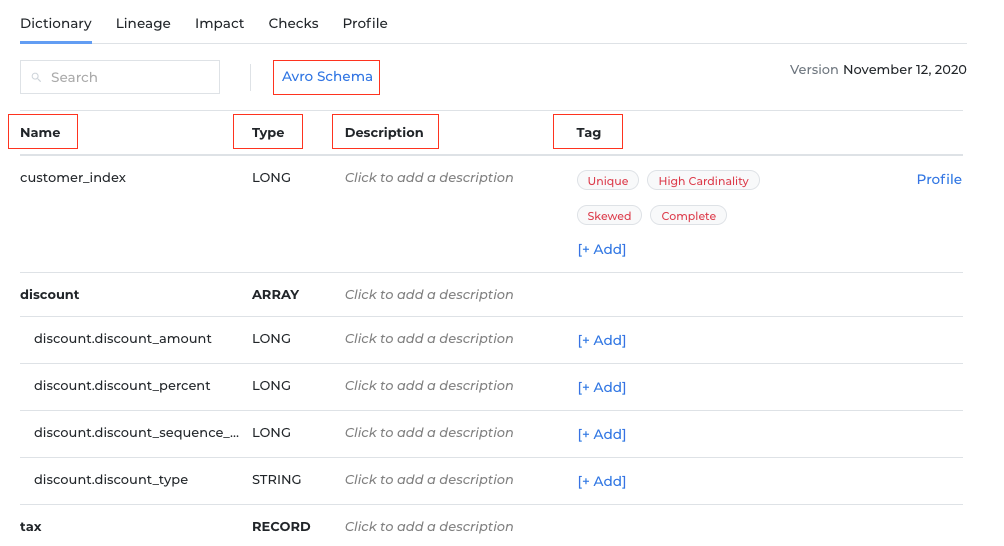 Dictionary Lineage Impact Checks Profile
Search Avro Schema Version November 12, 2020
Name Type Description Tag
customer_index LONG Click to add a description Unique High Cardinality Profile
Skewed Complete
[+ Add]
discount ARRAY Click to add a description
discount.discount_amount LONG Click to add a description [+ Add]
discount.discount_percent LONG Click to add a description [+ Add]
discount.discount_sequence_... LONG Click to add a description [+ Add]
discount.discount_type STRING Click to add a description [+ Add]
tax RECORD Click to add a description